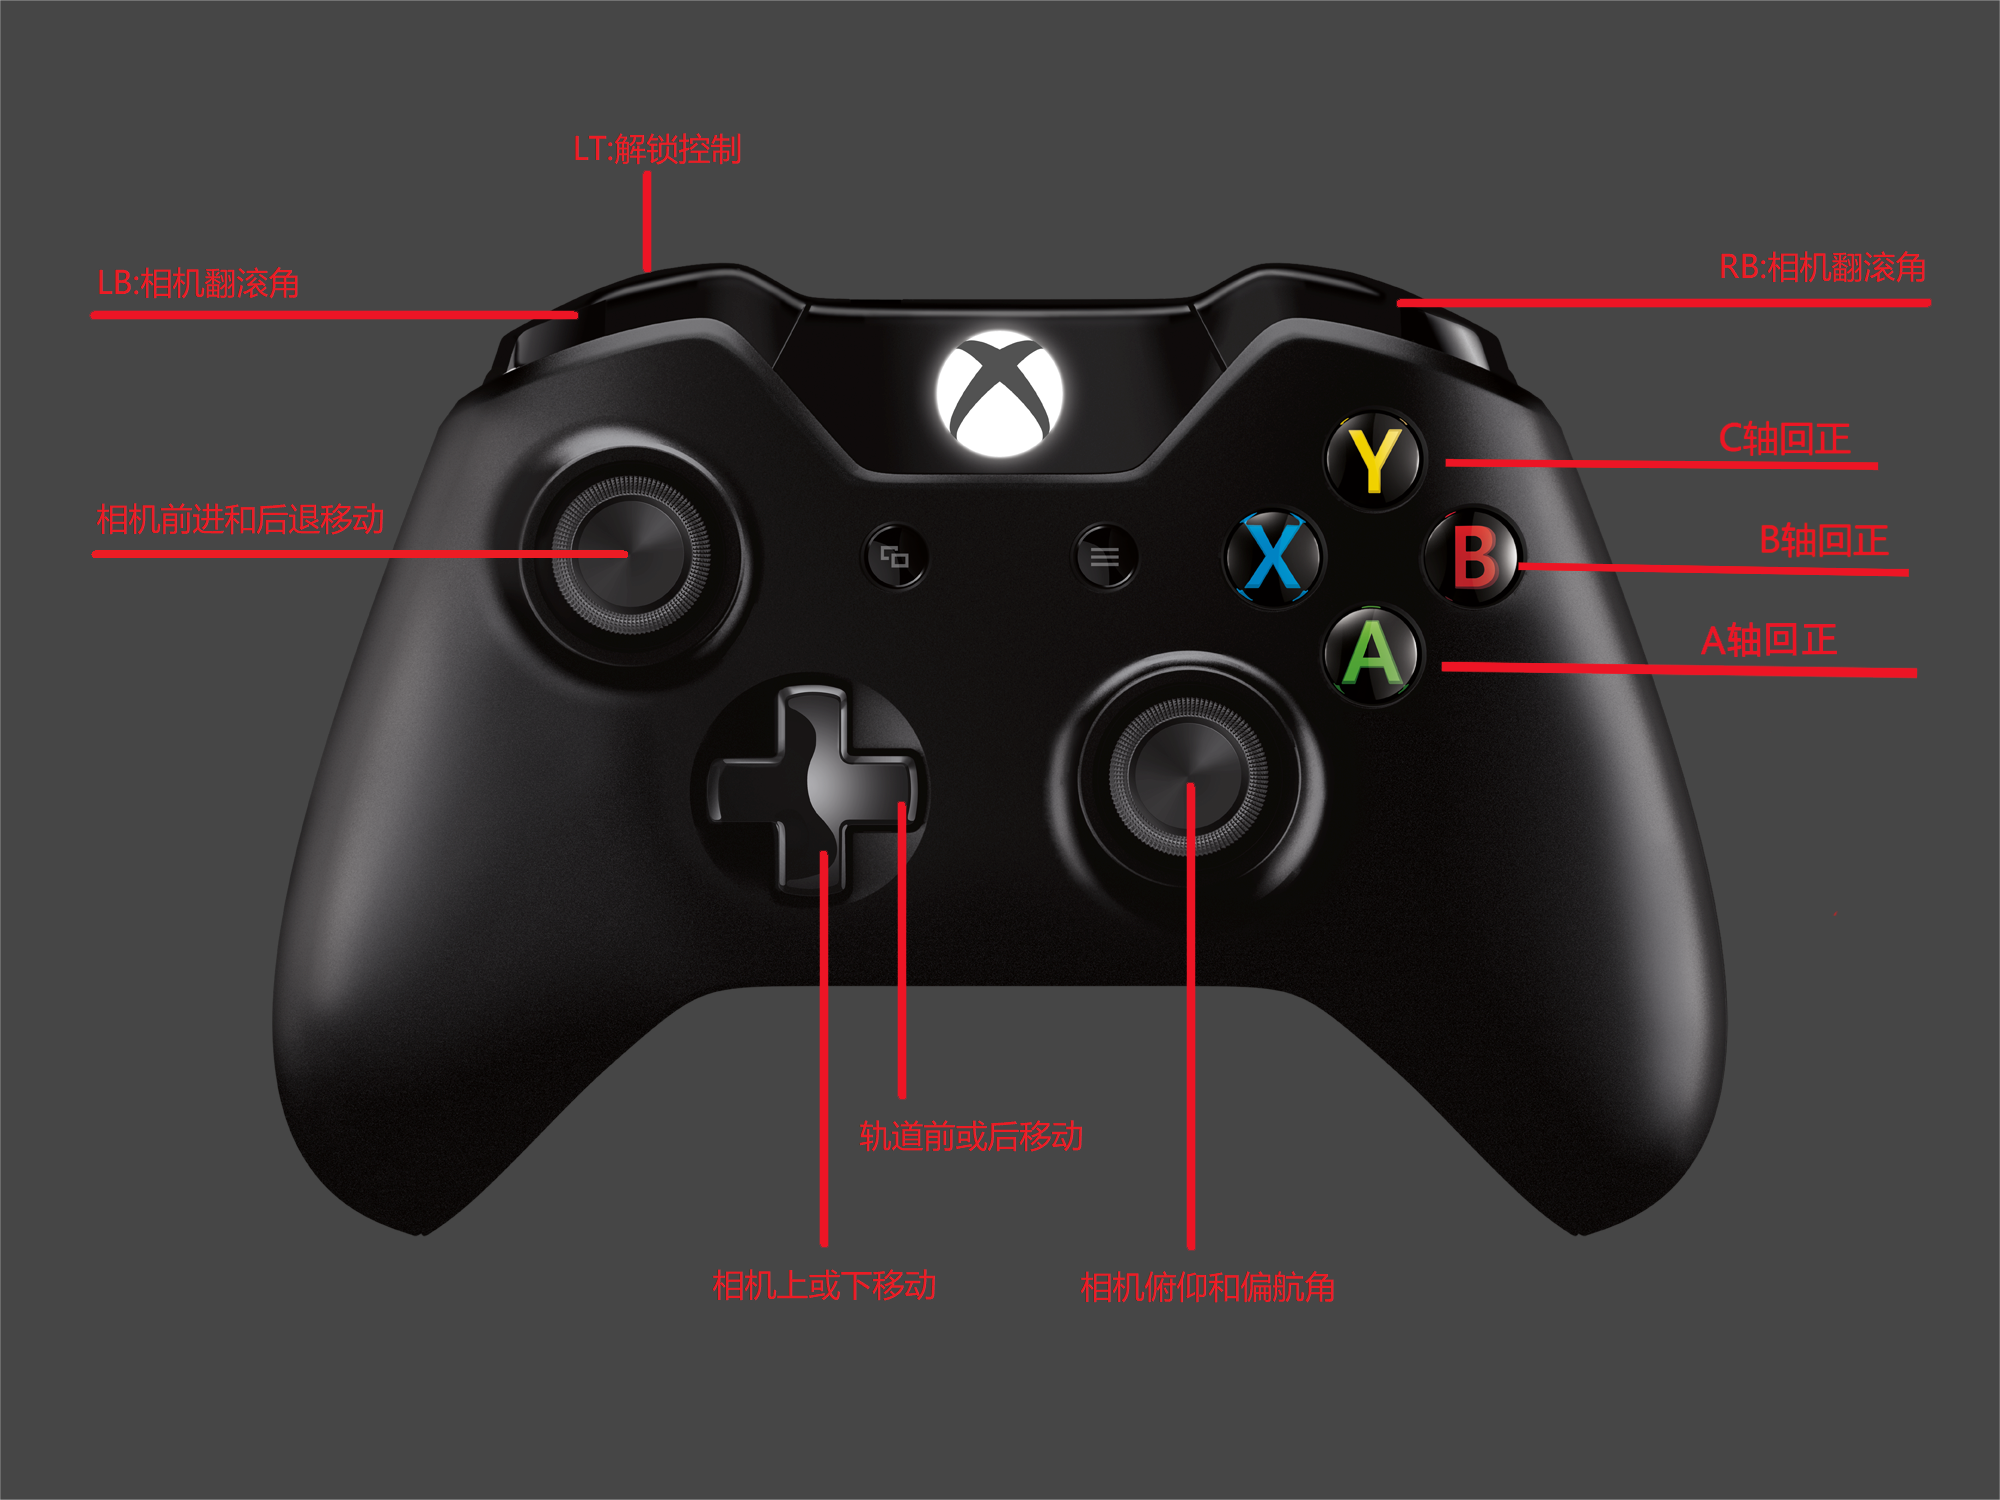 LT:解锁控制
LB:相机翻滚角
RB:相机翻滚角
C轴回正
Y
相机前进和后退移动
X
B
B轴回正
A
A轴回正
轨道前或后移动
相机上或下移动
相机俯仰和偏航角